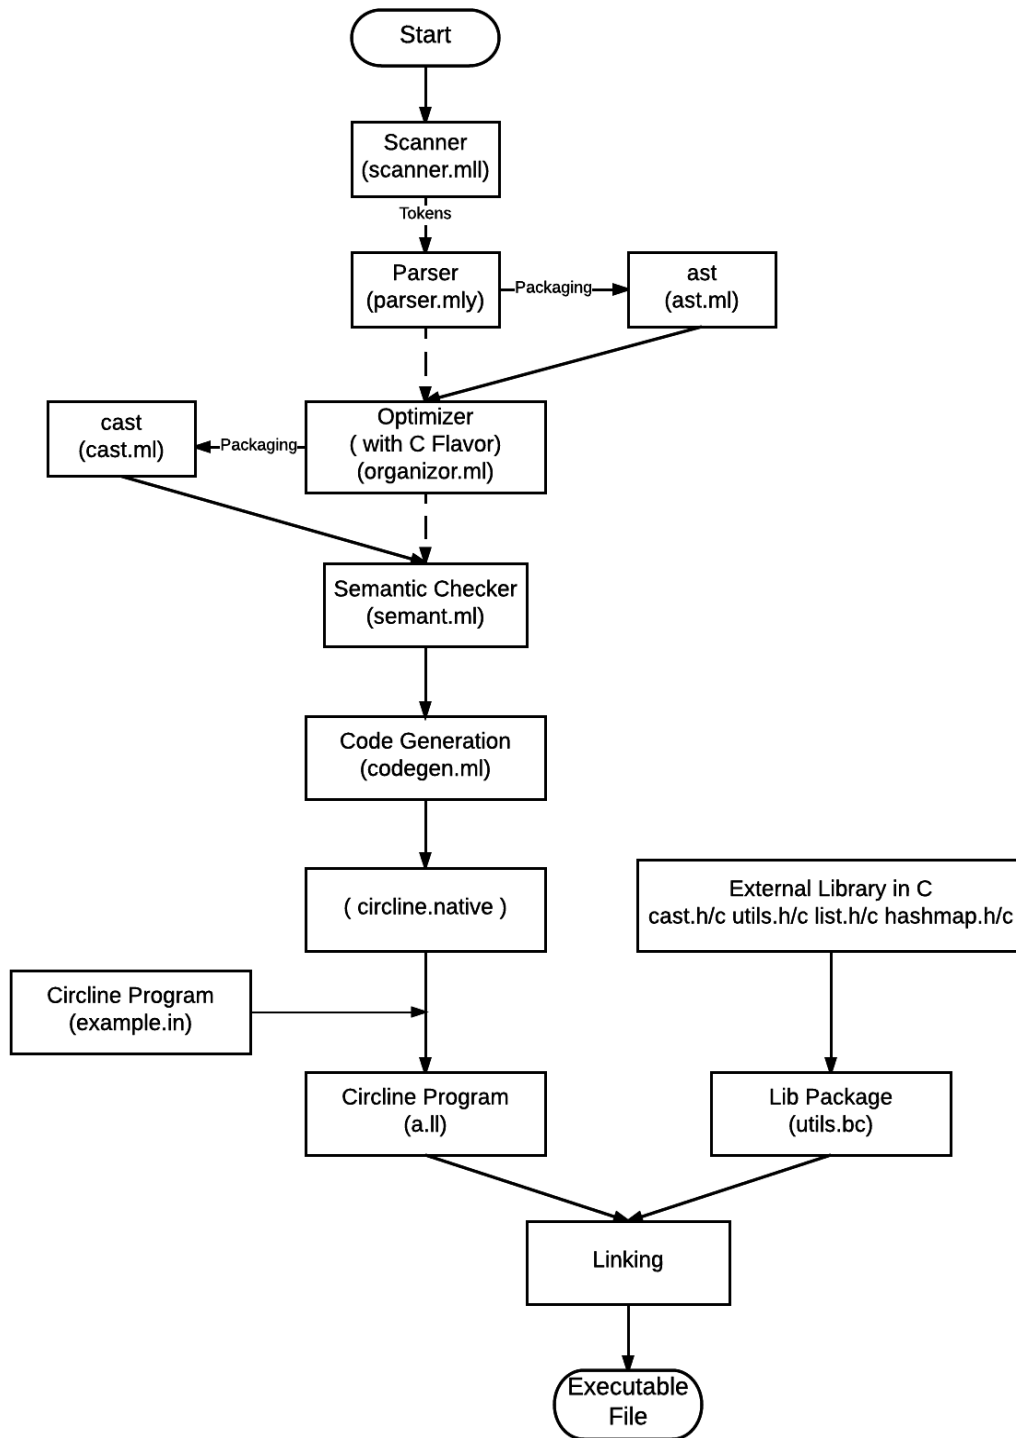 Start
Scanner
(scanner.mll)
Tokens
Parser
(parser.mly)
Packaging
ast
(ast.ml)
cast
(cast.ml)
Packaging
Optimizer
( with C Flavor)
(organizor.ml)
Semantic Checker
(semant.ml)
Code Generation
(codegen.ml)
( circline.native )
External Library in C
cast.h/c utils.h/c list.h/c hashmap.h/c
Circline Program
(example.in)
Circline Program
(a.ll)
Lib Package
(utils.bc)
Linking
Executable
File